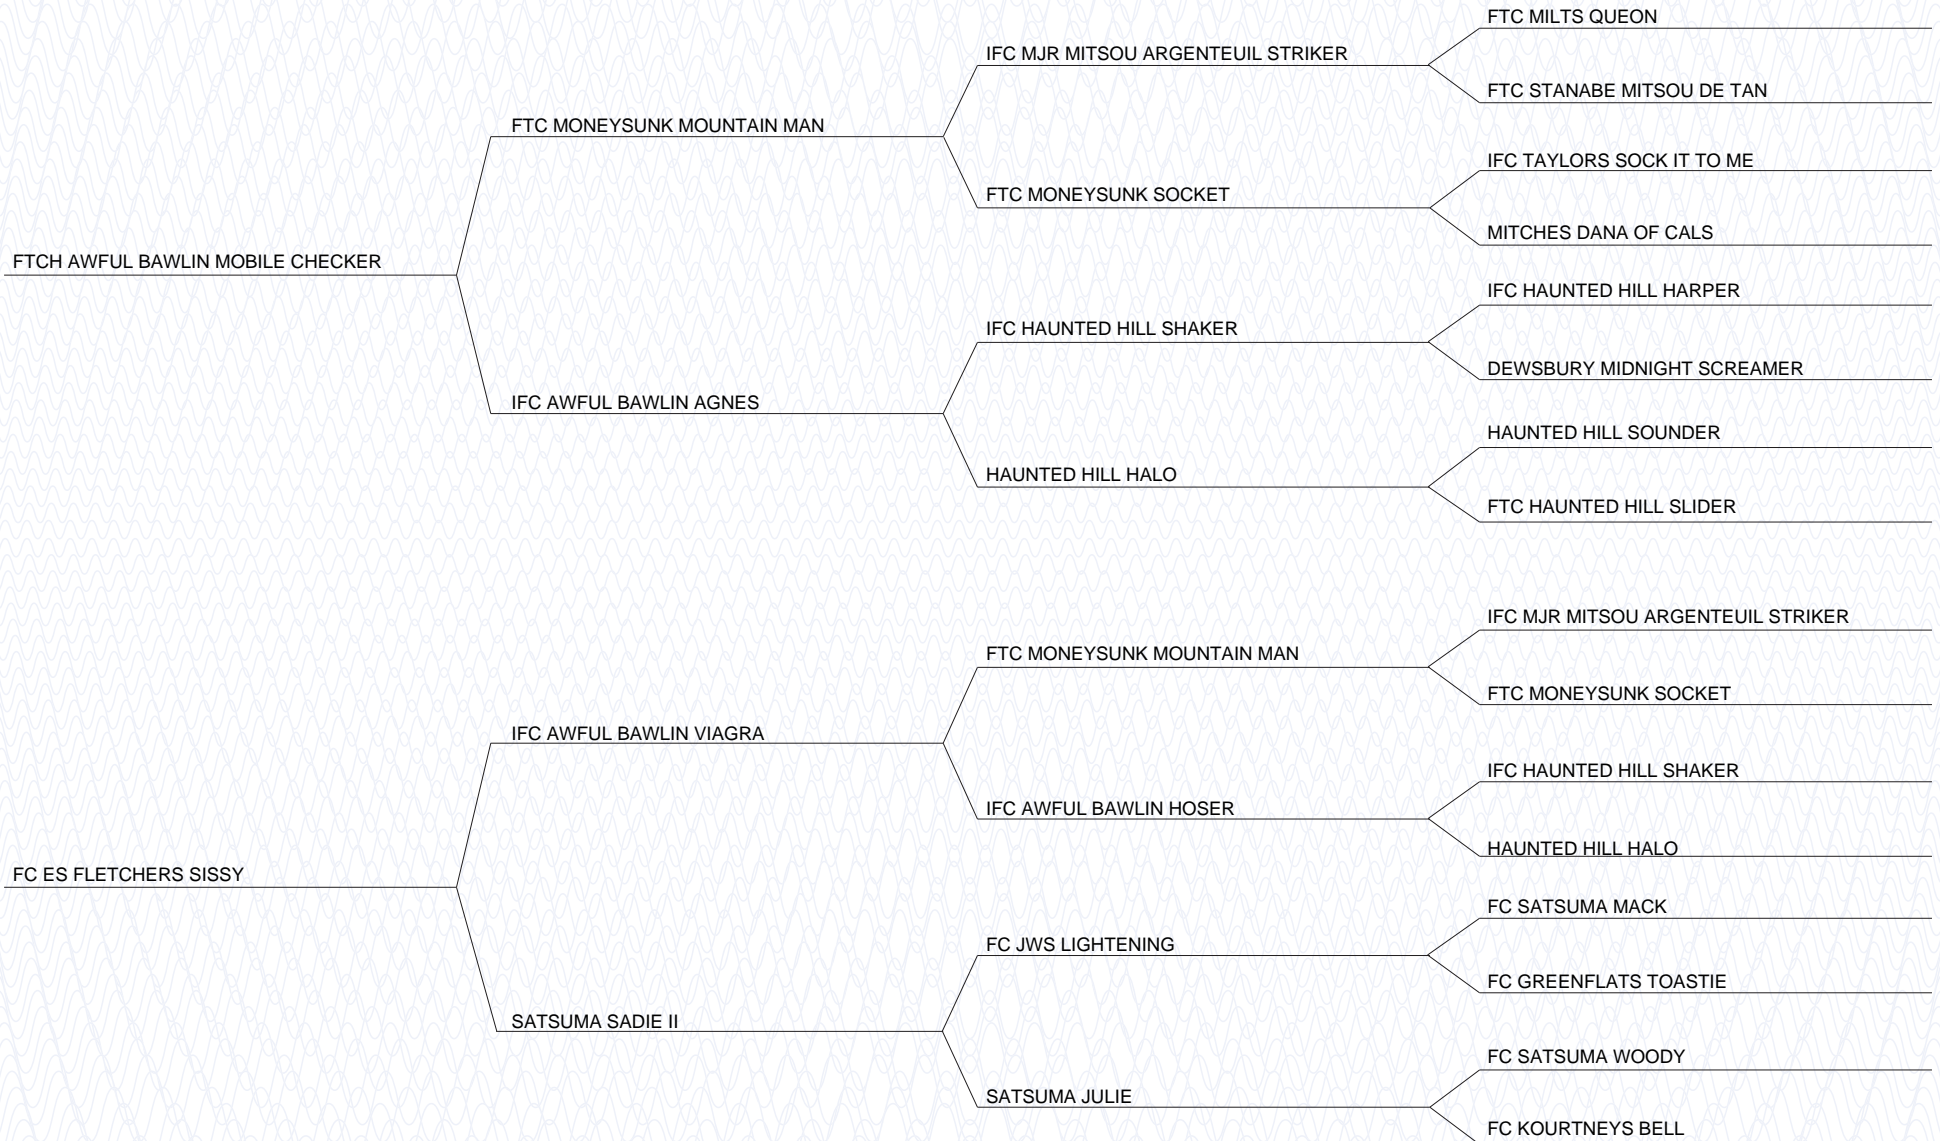 FTC MILTS QUEON
IFC MJR MITSOU ARGENTEUIL STRIKER
FTC STANABE MITSOU DE TAN
FTC MONEYSUNK MOUNTAIN MAN
IFC TAYLORS SOCK IT TO ME
FTC MONEYSUNK SOCKET
MITCHES DANA OF CALS
FTCH AWFUL BAWLIN MOBILE CHECKER
IFC HAUNTED HILL HARPER
IFC HAUNTED HILL SHAKER
DEWSBURY MIDNIGHT SCREAMER
IFC AWFUL BAWLIN AGNES
HAUNTED HILL SOUNDER
HAUNTED HILL HALO
FTC HAUNTED HILL SLIDER
IFC MJR MITSOU ARGENTEUIL STRIKER
FTC MONEYSUNK MOUNTAIN MAN
FTC MONEYSUNK SOCKET
IFC AWFUL BAWLIN VIAGRA
IFC HAUNTED HILL SHAKER
IFC AWFUL BAWLIN HOSER
HAUNTED HILL HALO
FC ES FLETCHERS SISSY
FC SATSUMA MACK
FC JWS LIGHTENING
FC GREENFLATS TOASTIE
SATSUMA SADIE II
FC SATSUMA WOODY
SATSUMA JULIE
FC KOURTNEYS BELL